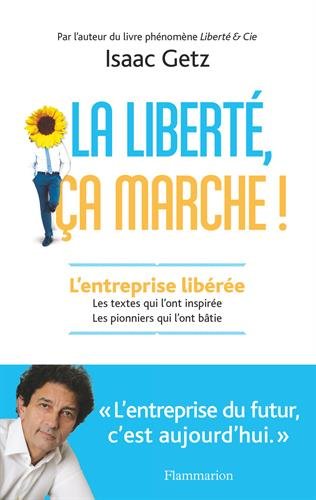 Par l'auteur du livre phénomène Liberté & Cie
Isaac Getz
LA LIBERTÉ,
ÇA MARCHE !
L'entreprise libérée
Les textes qui l'ont inspirée
Les pionniers qui l'ont bâtie
« L'entreprise du futur,
c'est aujourd'hui. »
Flammarion